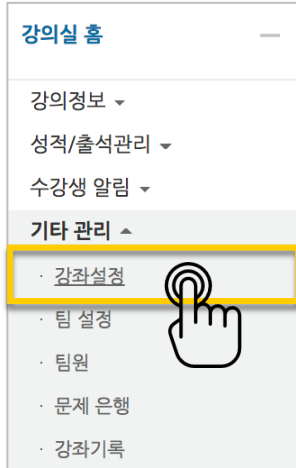 강의실 홈
강의정보
성적/출석관리
수강생 알림
기타 관리
· 강좌설정
· 팀 설정
· 팀원
· 문제 은행
· 강좌기록